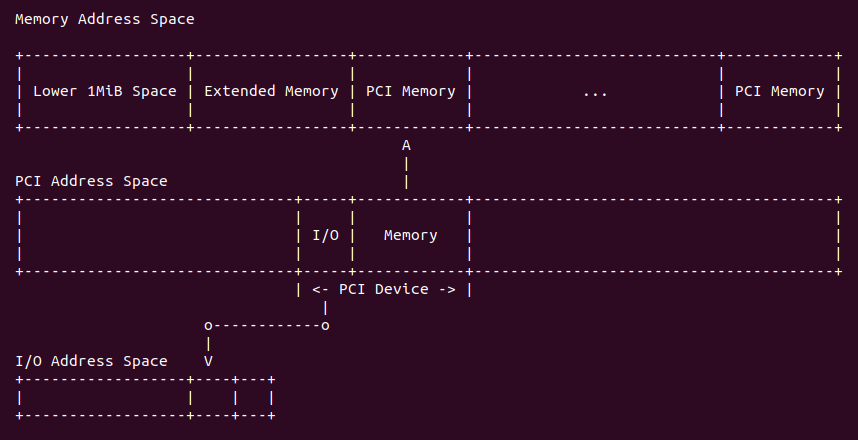 Memory Address Space
+------------------+-----------------+------------+---------------------------+------------+
|                  |                 |            |                           |            |
| Lower 1MiB Space | Extended Memory | PCI Memory |            ...            | PCI Memory |
|                  |                 |            |                           |            |
+------------------+-----------------+------------+---------------------------+------------+
                                           A
                                           |
PCI Address Space                          |
+------------------------------+-----+------------+----------------------------------------+
|                              |     |            |                                        |
|                              | I/O |   Memory   |                                        |
|                              |     |            |                                        |
+------------------------------+-----+------------+----------------------------------------+
                               | <- PCI Device -> |
                                  |
                     o------------o
                     |
I/O Address Space    V
+------------------+----+---+
|                  |    |   |
+------------------+----+---+